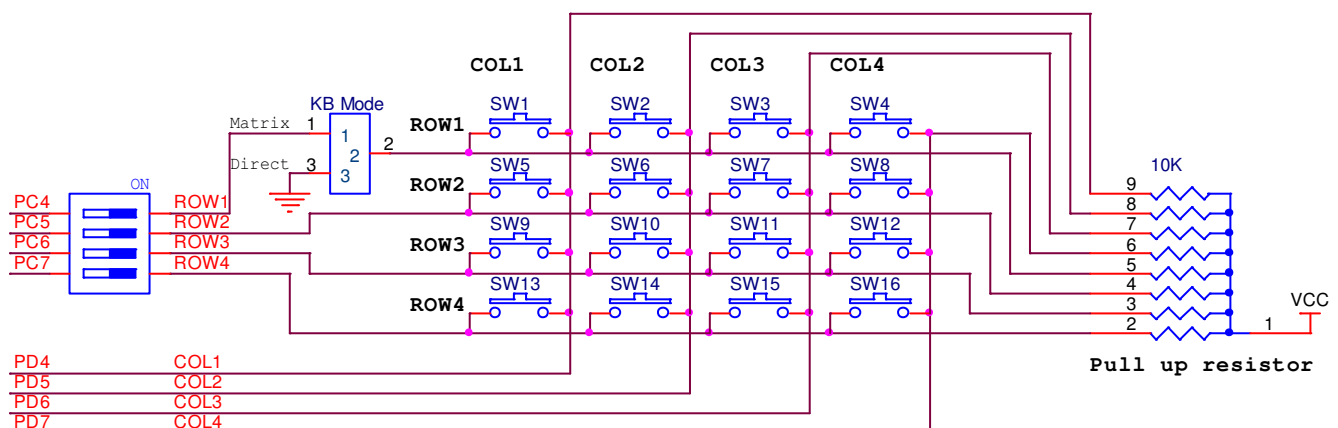 COL1 COL2 COL3 COL4
KB Mode SW1 SW2 SW3 SW4
Matrix 1 1 ROW1
2 2
Direct 3 3 SW5 SW6 SW7 SW8 10K
ON ROW2 9
PC4 ROW1 8
PC5 ROW2 SW9 SW10 SW11 SW12 7
PC6 ROW3 ROW3 6
PC7 ROW4 5
SW13 SW14 SW15 SW16 4
ROW4 3 VCC
2 1
PD4 COL1 Pull up resistor
PD5 COL2
PD6 COL3
PD7 COL4